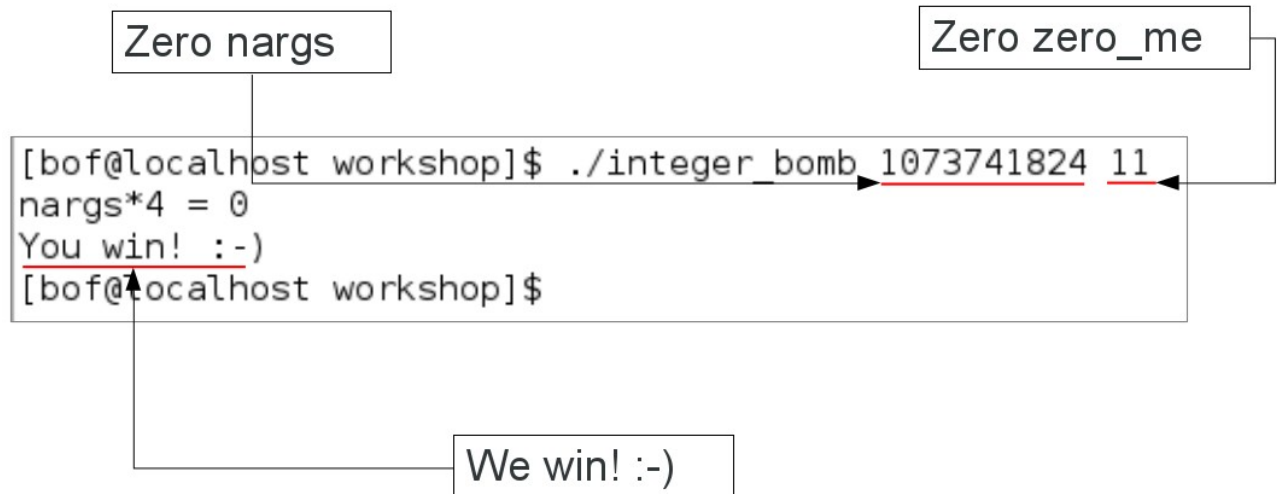 Zero nargs
Zero zero_me
[bof@localhost workshop]$ ./integer_bomb 1073741824 11
nargs*4 = 0
You win! :-)
[bof@localhost workshop]$
We win! :-)